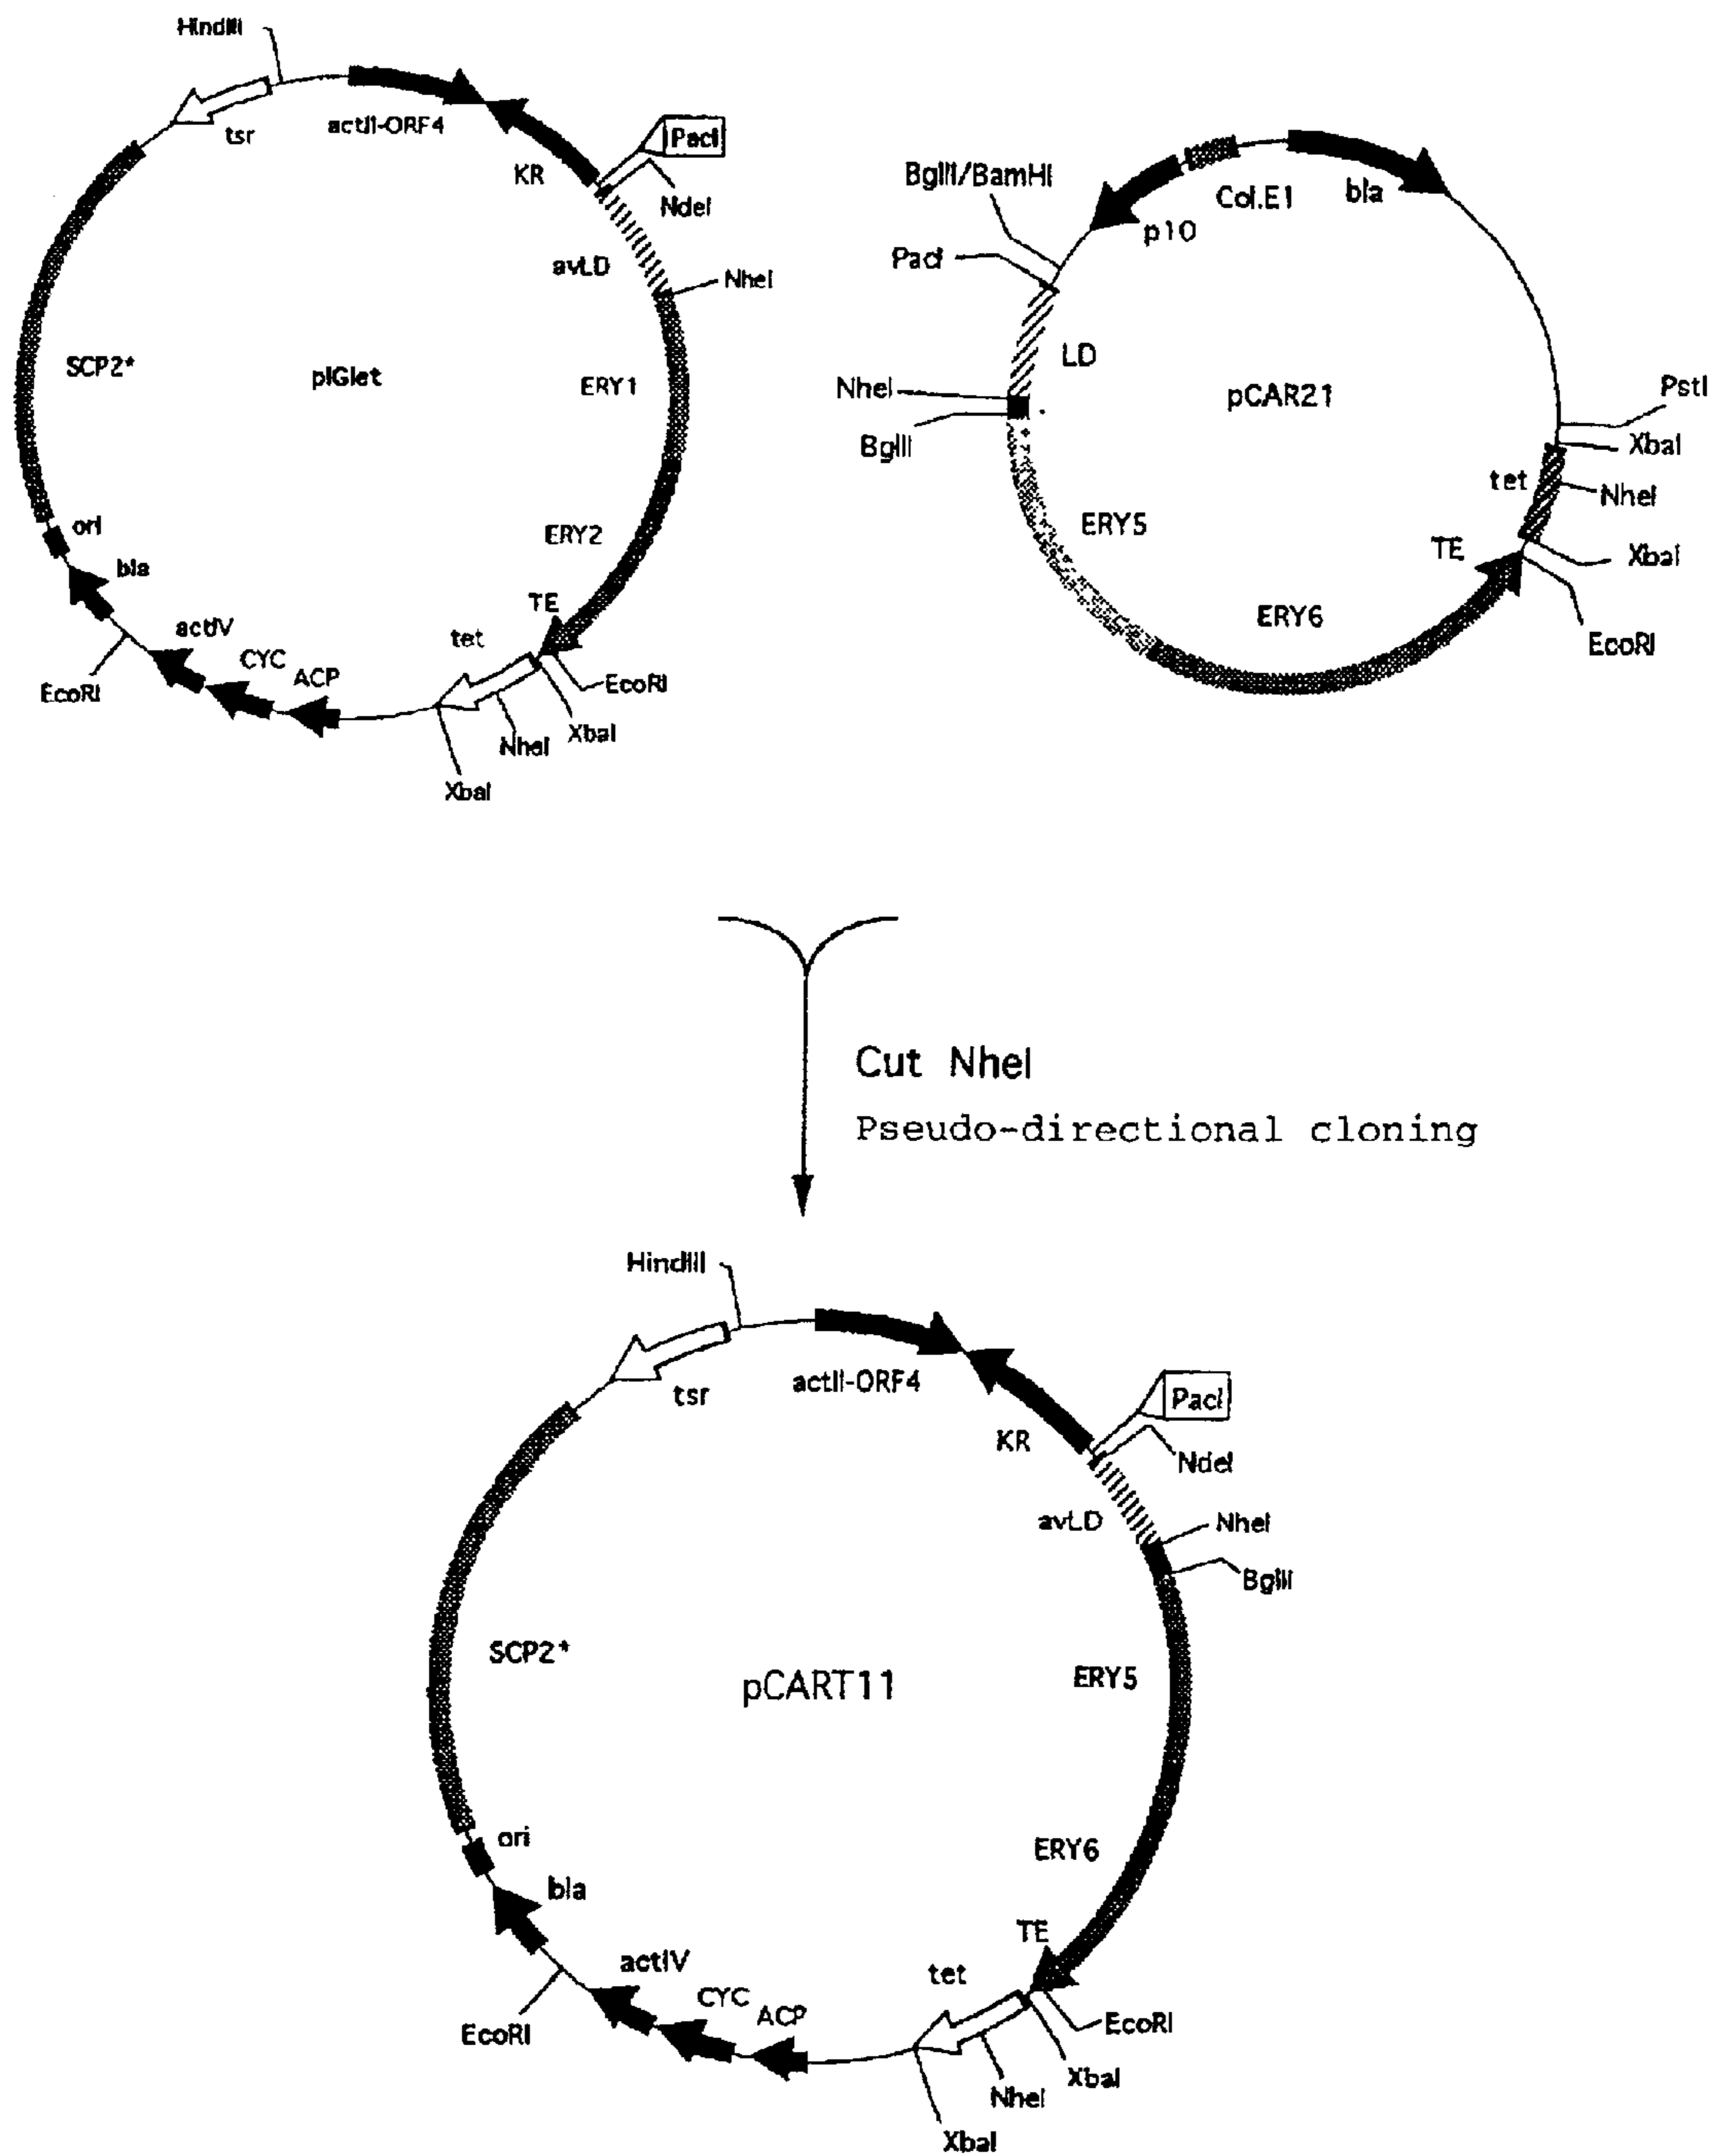 HindIII
tsr
actII-ORF4
KR
PacI
NdeI
avLD
NheI
SCP2*
pIGlet
ERY1
ERY2
ori
bla
TE
tet
actIV
CYC
ACP
EcoRI
EcoRI
XbaI
NheI
XbaI
BglII/BamHI
Col.E1
bla
p10
PacI
LD
NheI
BglII
pCAR21
PstI
XbaI
tet
NheI
ERY5
TE
XbaI
ERY6
EcoRI
Cut NheI
Pseudo-directional cloning
HindIII
tsr
actII-ORF4
KR
PacI
NdeI
avLD
NheI
BglII
SCP2*
pCART11
ERY5
ori
ERY6
bla
TE
actIV
tet
CYC
ACP
EcoRI
EcoRI
XbaI
NheI
XbaI